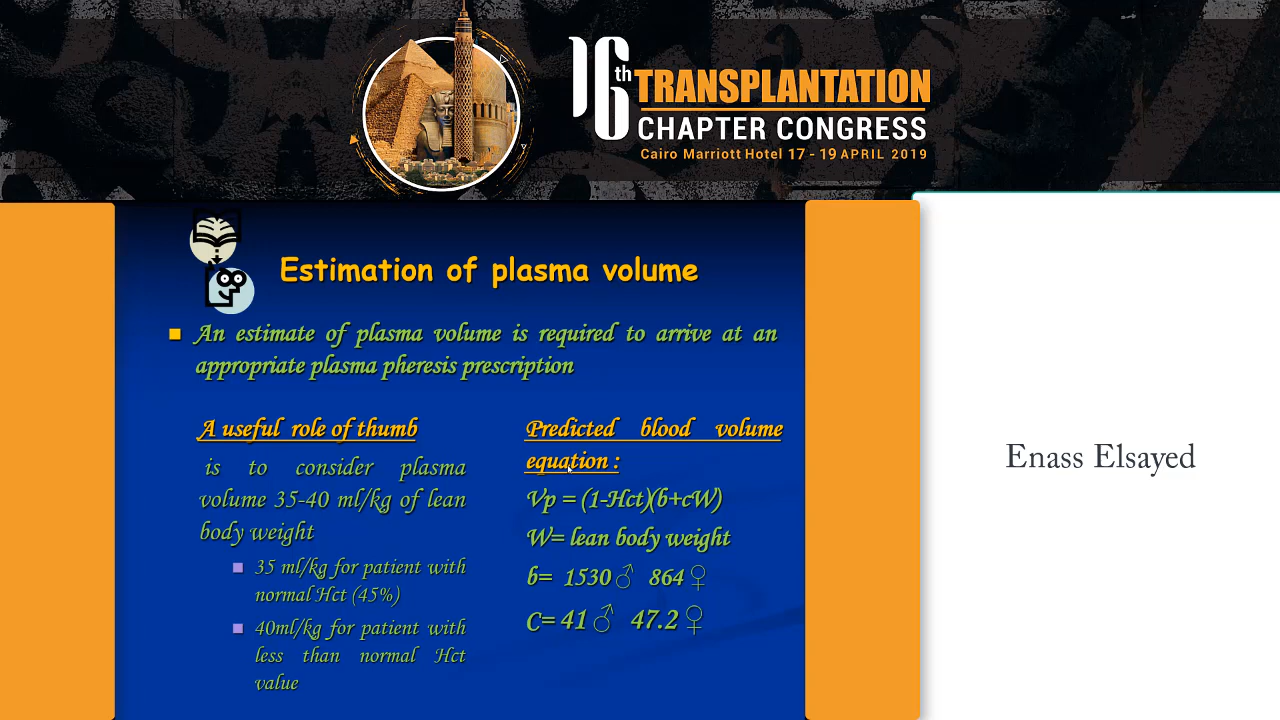 16th TRANSPLANTATION
CHAPTER CONGRESS
Cairo Marriott Hotel 17 - 19 APRIL 2019
Estimation of plasma volume
An estimate of plasma volume is required to arrive at an
appropriate plasma pheresis prescription
A useful role of thumb
is to consider plasma
volume 35-40 ml/kg of lean
body weight
35 ml/kg for patient with
normal Hct (45%)
40ml/kg for patient with
less than normal Hct
value
Predicted blood volume
equation :
Vp = (1-Hct)(b+cW)
W= lean body weight
b= 1530 ♂ 864 ♀
C= 41 ♂ 47.2 ♀
Enass Elsayed